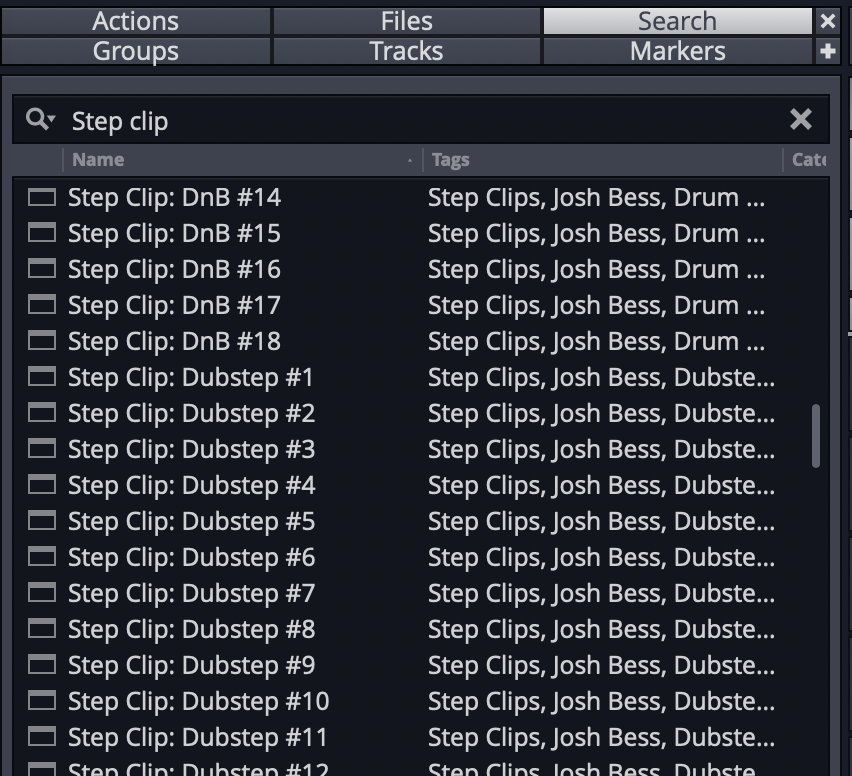 Actions Files Search
Groups Tracks Markers
Step clip
Name Tags Cate
Step Clip: DnB #14 Step Clips, Josh Bess, Drum ...
Step Clip: DnB #15 Step Clips, Josh Bess, Drum ...
Step Clip: DnB #16 Step Clips, Josh Bess, Drum ...
Step Clip: DnB #17 Step Clips, Josh Bess, Drum ...
Step Clip: DnB #18 Step Clips, Josh Bess, Drum ...
Step Clip: Dubstep #1 Step Clips, Josh Bess, Dubste...
Step Clip: Dubstep #2 Step Clips, Josh Bess, Dubste...
Step Clip: Dubstep #3 Step Clips, Josh Bess, Dubste...
Step Clip: Dubstep #4 Step Clips, Josh Bess, Dubste...
Step Clip: Dubstep #5 Step Clips, Josh Bess, Dubste...
Step Clip: Dubstep #6 Step Clips, Josh Bess, Dubste...
Step Clip: Dubstep #7 Step Clips, Josh Bess, Dubste...
Step Clip: Dubstep #8 Step Clips, Josh Bess, Dubste...
Step Clip: Dubstep #9 Step Clips, Josh Bess, Dubste...
Step Clip: Dubstep #10 Step Clips, Josh Bess, Dubste...
Step Clip: Dubstep #11 Step Clips, Josh Bess, Dubste...
Step Clip: Dubstep #12 Step Clips, Josh Bess, Dubste...